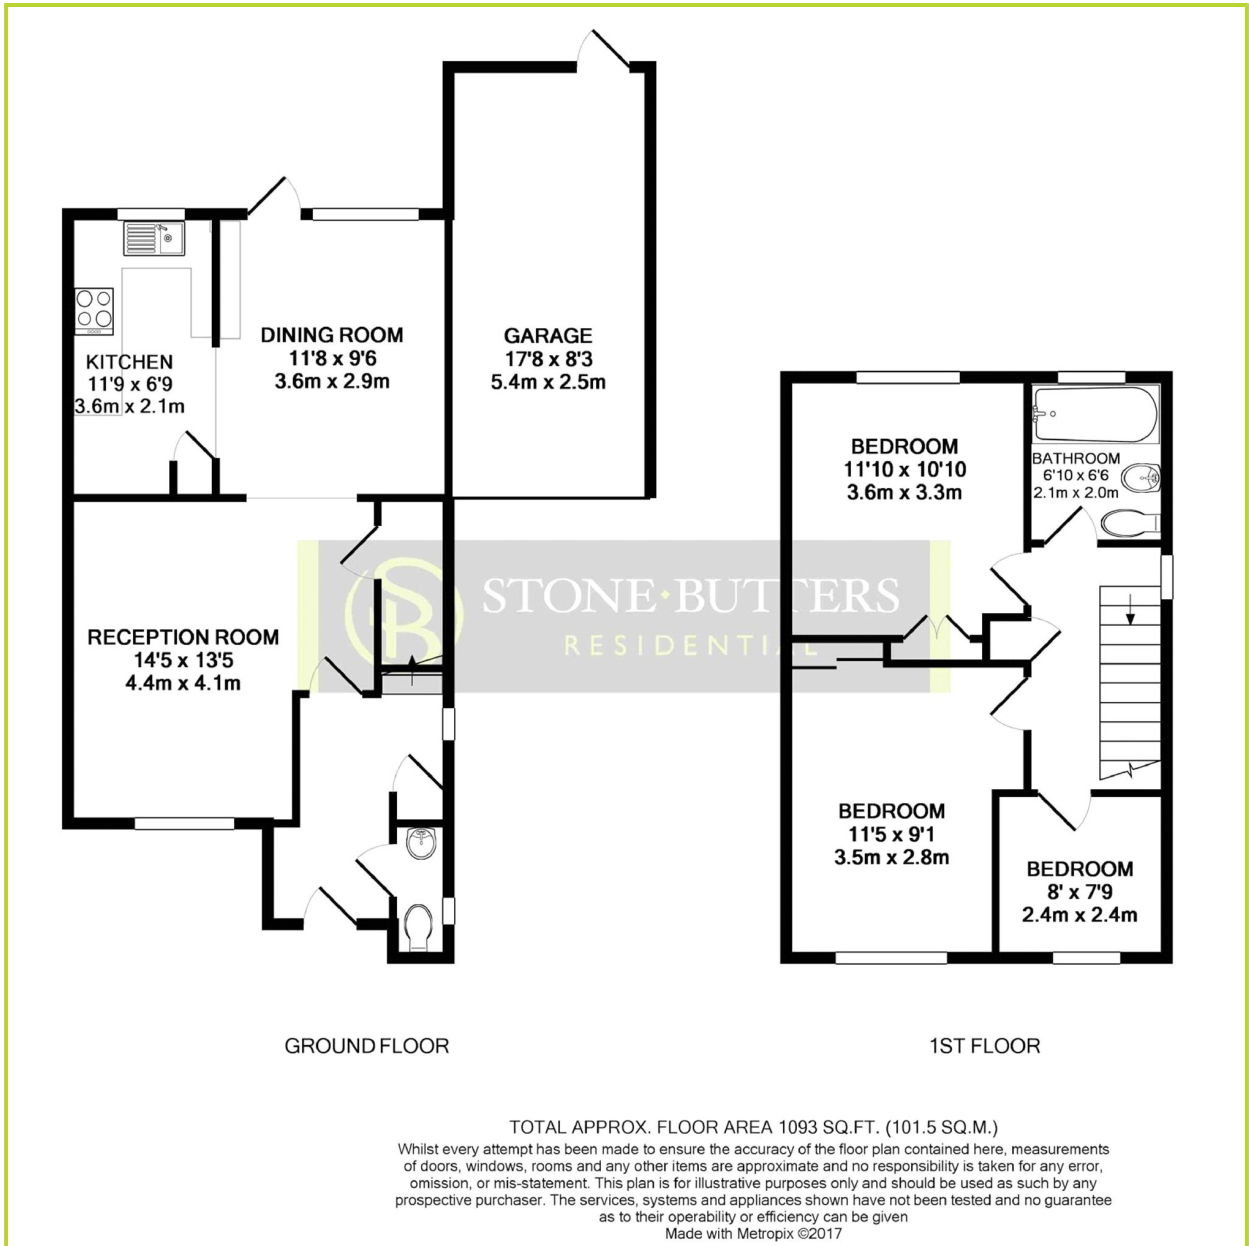 DINING ROOM
11'8 x 9'6
3.6m x 2.9m
GARAGE
17'8 x 8'3
5.4m x 2.5m
KITCHEN
11'9 x 6'9
3.6m x 2.1m
BEDROOM
11'10 x 10'10
3.6m x 3.3m
BATHROOM
6'10 x 6'6
2.1m x 2.0m
STONE·BUTTERS
RESIDENTIAL
RECEPTION ROOM
14'5 x 13'5
4.4m x 4.1m
BEDROOM
11'5 x 9'1
3.5m x 2.8m
BEDROOM
8' x 7'9
2.4m x 2.4m
GROUND FLOOR
1ST FLOOR
TOTAL APPROX. FLOOR AREA 1093 SQ.FT. (101.5 SQ.M.)
Whilst every attempt has been made to ensure the accuracy of the floor plan contained here, measurements
of doors, windows, rooms and any other items are approximate and no responsibility is taken for any error,
omission, or mis-statement. This plan is for illustrative purposes only and should be used as such by any
prospective purchaser. The services, systems and appliances shown have not been tested and no guarantee
as to their operability or efficiency can be given
Made with Metropix ©2017